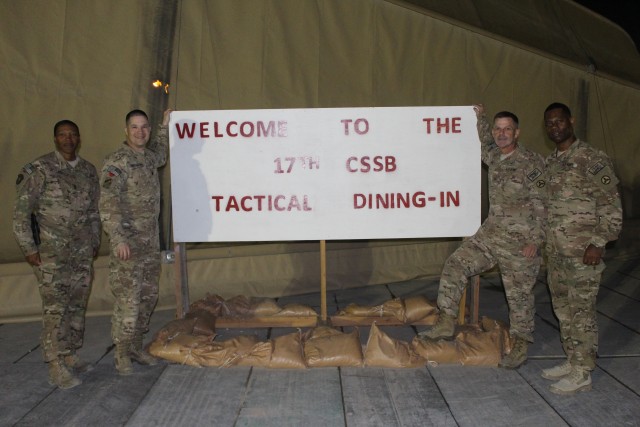 WELCOME TO THE
17TH CSSB
TACTICAL DINING-IN